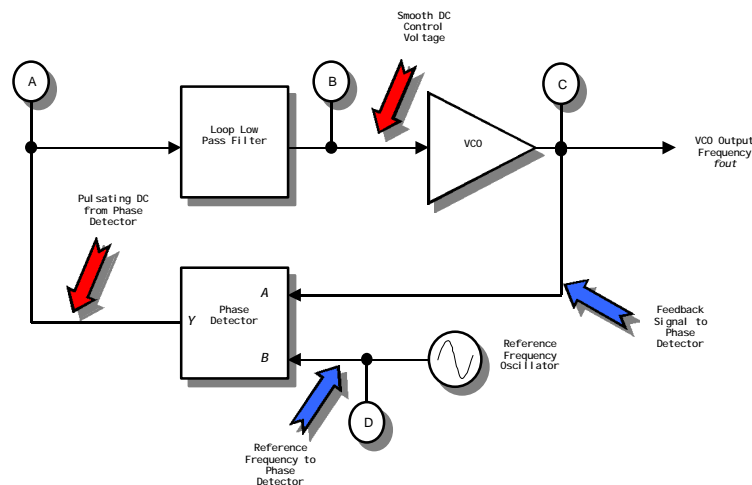 Smooth DC
Control
Voltage
A
B
C
Loop Low
Pass Filter
VCO
VCO Output
Frequency
fout
Pulsating DC
from Phase
Detector
A
Phase
Detector
Y
B
Feedback
Signal to
Phase
Detector
Reference
Frequency
Oscillator
D
Reference
Frequency to
Phase
Detector